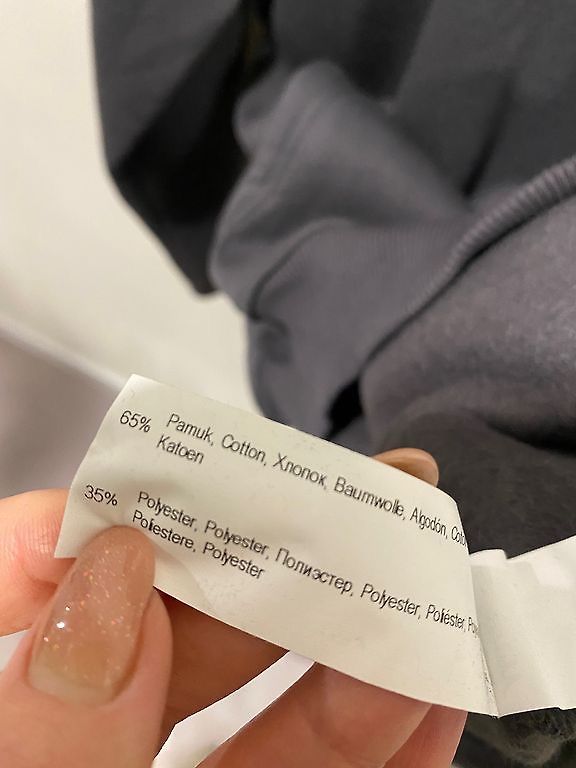 65% Pamuk, Cotton, Хлопок, Baumwolle, Algodón,
Katoen
35% Polyester, Polyester, Полиэстер, Polyester, Poliéster,
Poliestere, Polyester